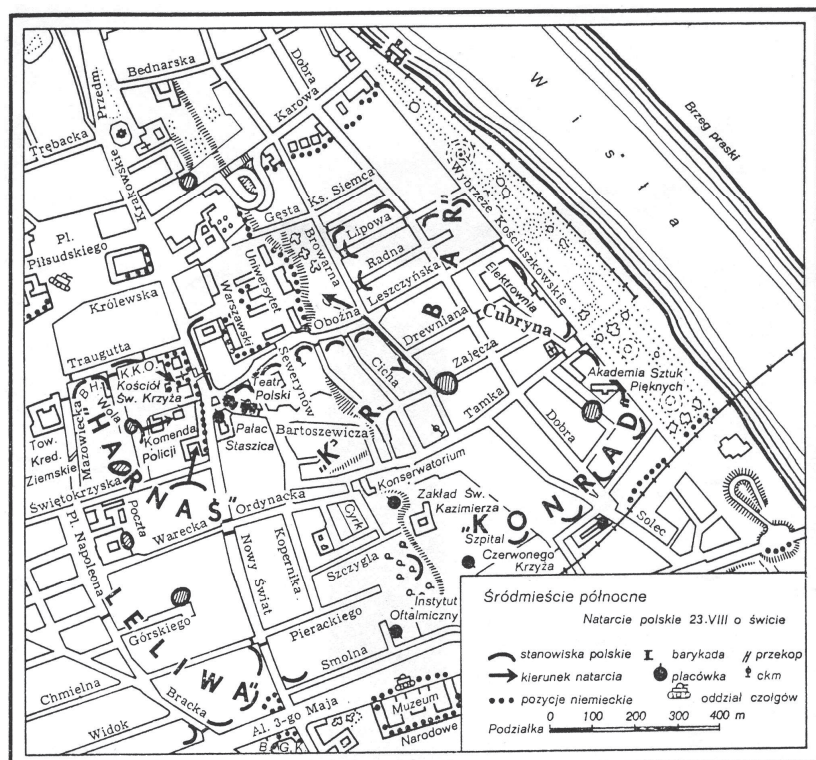 Bednarska
Dobra
Karowa
Trębacka
Krakowskie
Przedm.
Wisła
Brzeg praski
Wybrzeże Kościuszkowskie
Pl.
Piłsudskiego
Gęsta
Ks. Siemca
Browarna
Lipowa
Radna
Leszczyńska
Królewska
Uniwersytet
Warszawski
Oboźna
"KRYBAR"
Drewniana
Elektrownia
Cubryna
Zajęcza
Traugutta
K.K.O.
Kościół
Św. Krzyża
B.H.
Wola
Mazowiecka
Teatr
Polski
Sewerynów
Cicha
Tamka
Akademia Sztuk
Pięknych
Dobra
Komenda
Policji
Pałac
Staszica
Bartoszewicza
Tow.
Kred.
Ziemskie
"HARNAŚ"
Świętokrzyska
Ordynacka
Konserwatorium
Zakład Św.
Kazimierza
"KONRAD"
Solec
Pl. Napoleona
Poczta
Warecka
Cyrk
Kopernika
Nowy Świat
Szczygla
Szpital
Czerwonego
Krzyża
Instytut
Oftalmiczny
Górskiego
Pierackiego
Smolna
"LELIWA"
Chmielna
Bracka
Widok
Al. 3-go Maja
Muzeum
Narodowe
B.G.K.
Śródmieście północne
Natarcie polskie 23.VIII o świcie
stanowiska polskie
barykada
przekop
kierunek natarcia
placówka
ckm
pozycje niemieckie
oddział czołgów
Podziałka
0 100 200 300 400 m